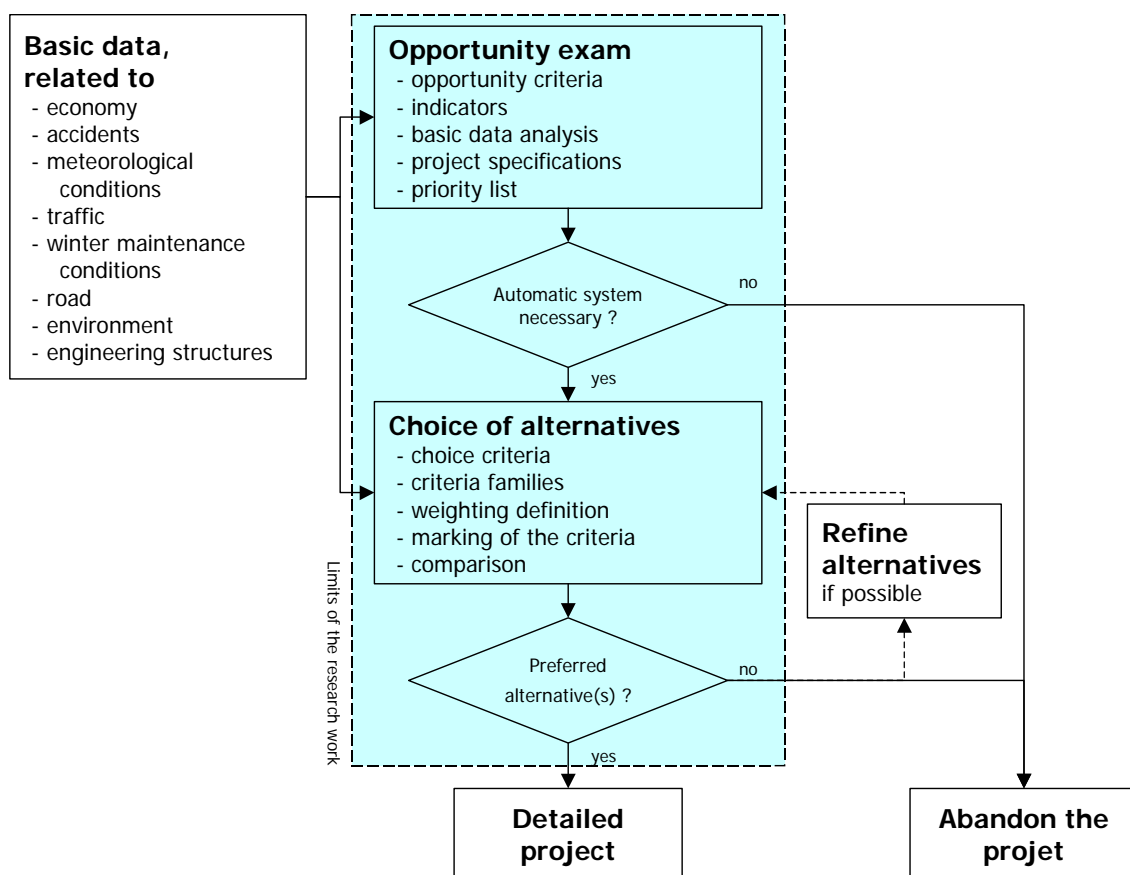 Basic data,
related to
- economy
- accidents
- meteorological
conditions
- traffic
- winter maintenance
conditions
- road
- environment
- engineering structures
Opportunity exam
- opportunity criteria
- indicators
- basic data analysis
- project specifications
- priority list
Automatic system
necessary ?
no
yes
Choice of alternatives
- choice criteria
- criteria families
- weighting definition
- marking of the criteria
- comparison
Refine
alternatives
if possible
Limits of the research work
Preferred
alternative(s) ?
no
yes
Detailed
project
Abandon the
projet